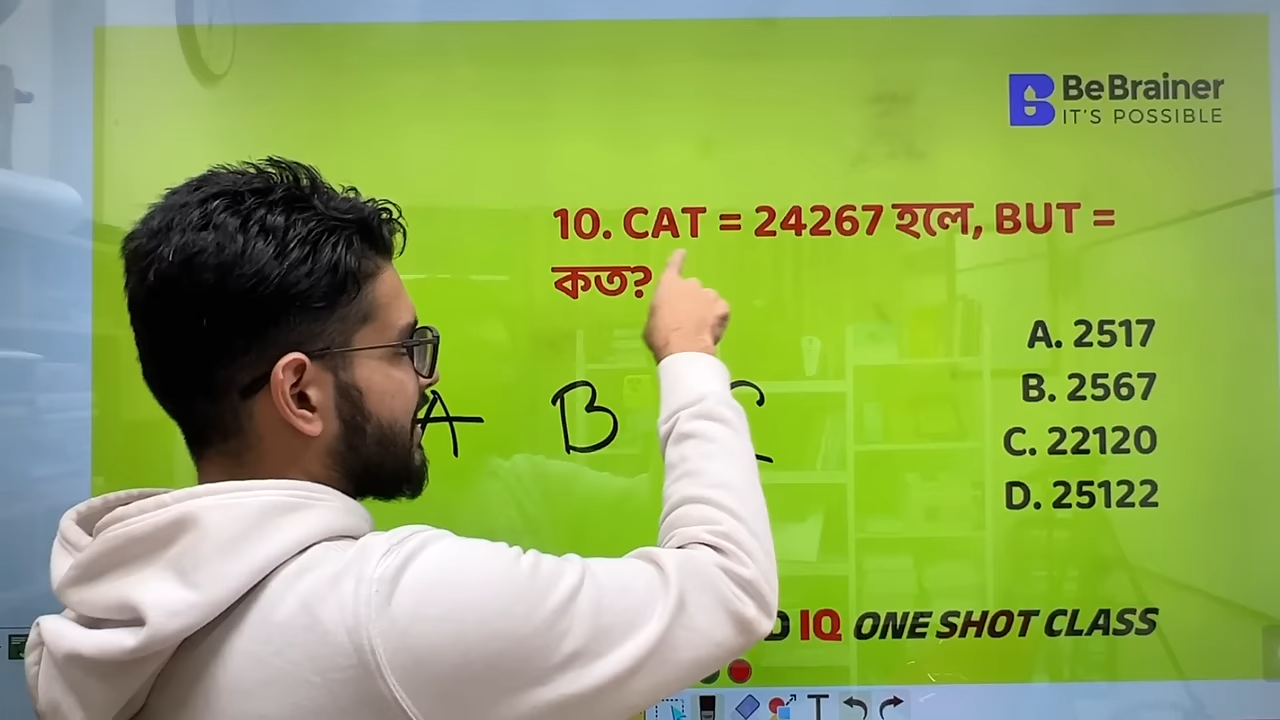 BeBrainer
IT'S POSSIBLE
10. CAT = 24267 হলে, BUT =
কত?
A. 2517
B. 2567
C. 22120
D. 25122
A B C
IQ ONE SHOT CLASS